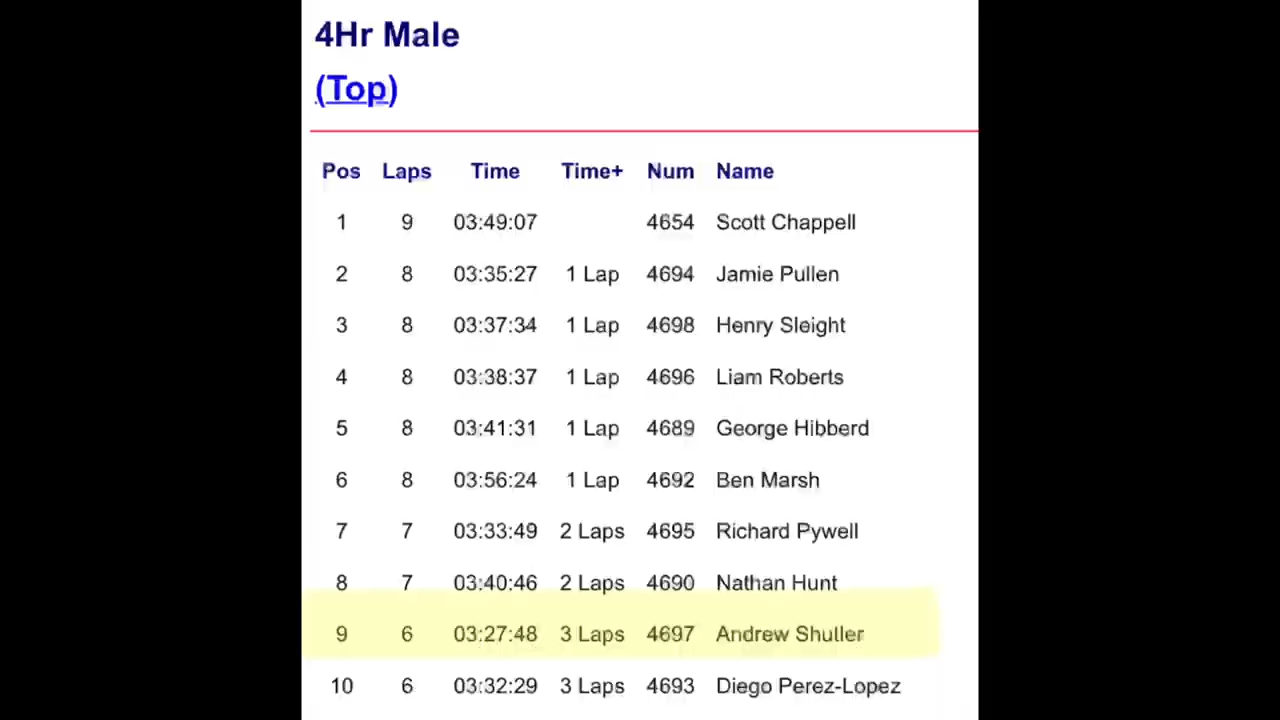 4Hr Male
(Top)
Pos Laps Time Time+ Num Name
1 9 03:49:07 4654 Scott Chappell
2 8 03:35:27 1 Lap 4694 Jamie Pullen
3 8 03:37:34 1 Lap 4698 Henry Sleight
4 8 03:38:37 1 Lap 4696 Liam Roberts
5 8 03:41:31 1 Lap 4689 George Hibberd
6 8 03:56:24 1 Lap 4692 Ben Marsh
7 7 03:33:49 2 Laps 4695 Richard Pywell
8 7 03:40:46 2 Laps 4690 Nathan Hunt
9 6 03:27:48 3 Laps 4697 Andrew Shuller
10 6 03:32:29 3 Laps 4693 Diego Perez-Lopez